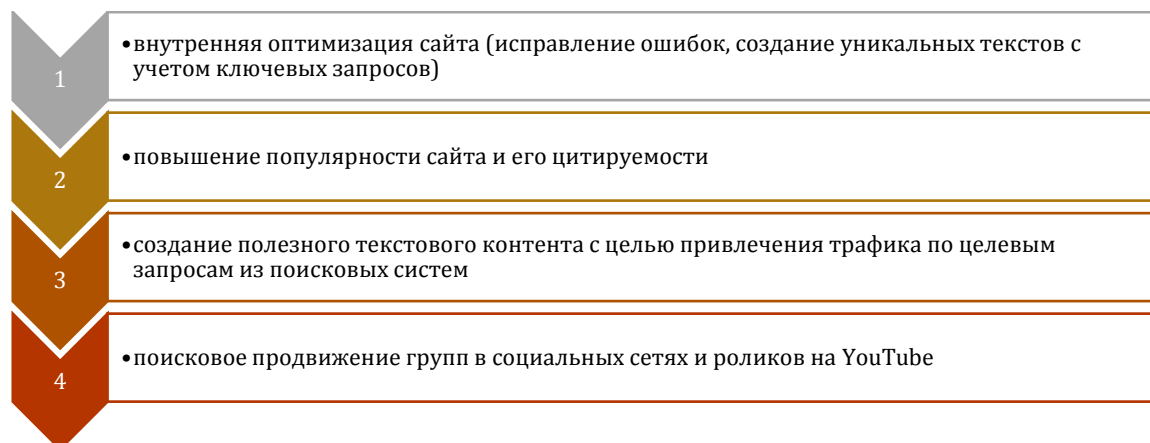 1
•внутренняя оптимизация сайта (исправление ошибок, создание уникальных текстов с
учетом ключевых запросов)
2
•повышение популярности сайта и его цитируемости
3
•создание полезного текстового контента с целью привлечения трафика по целевым
запросам из поисковых систем
4
•поисковое продвижение групп в социальных сетях и роликов на YouTube